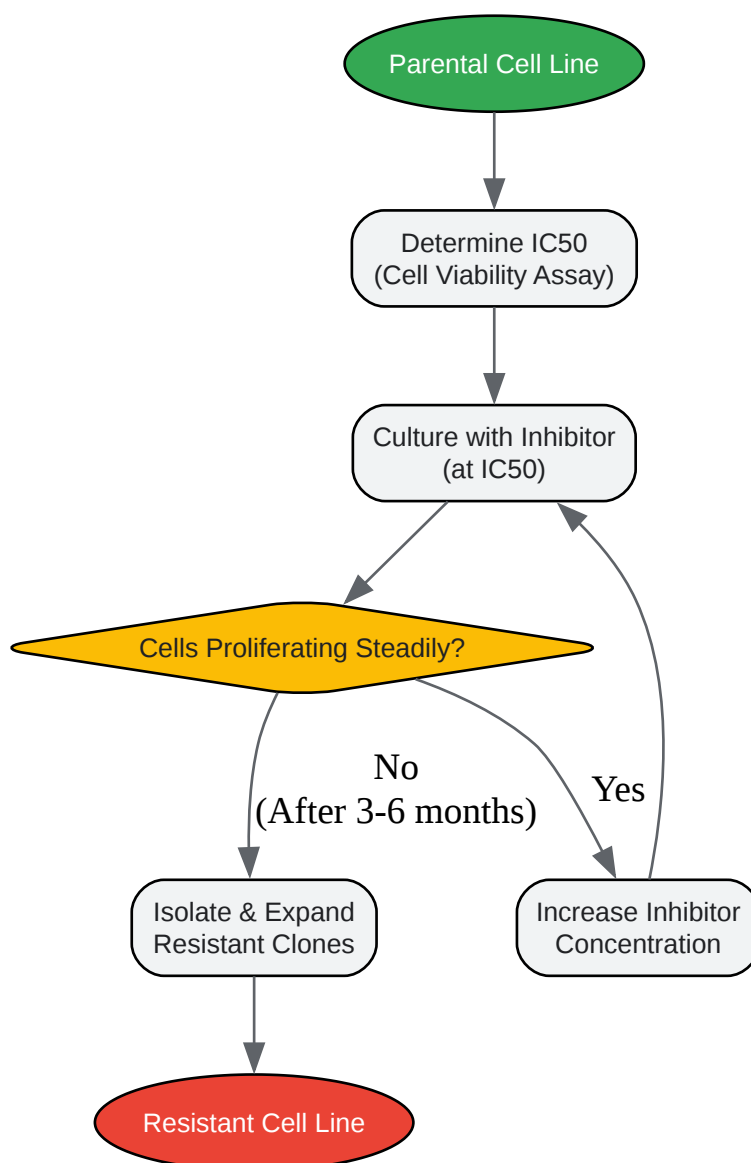 Parental Cell Line
Determine IC50
(Cell Viability Assay)
Culture with Inhibitor
(at IC50)
Cells Proliferating Steadily?
No
(After 3-6 months)
Yes
Isolate & Expand
Resistant Clones
Increase Inhibitor
Concentration
Resistant Cell Line